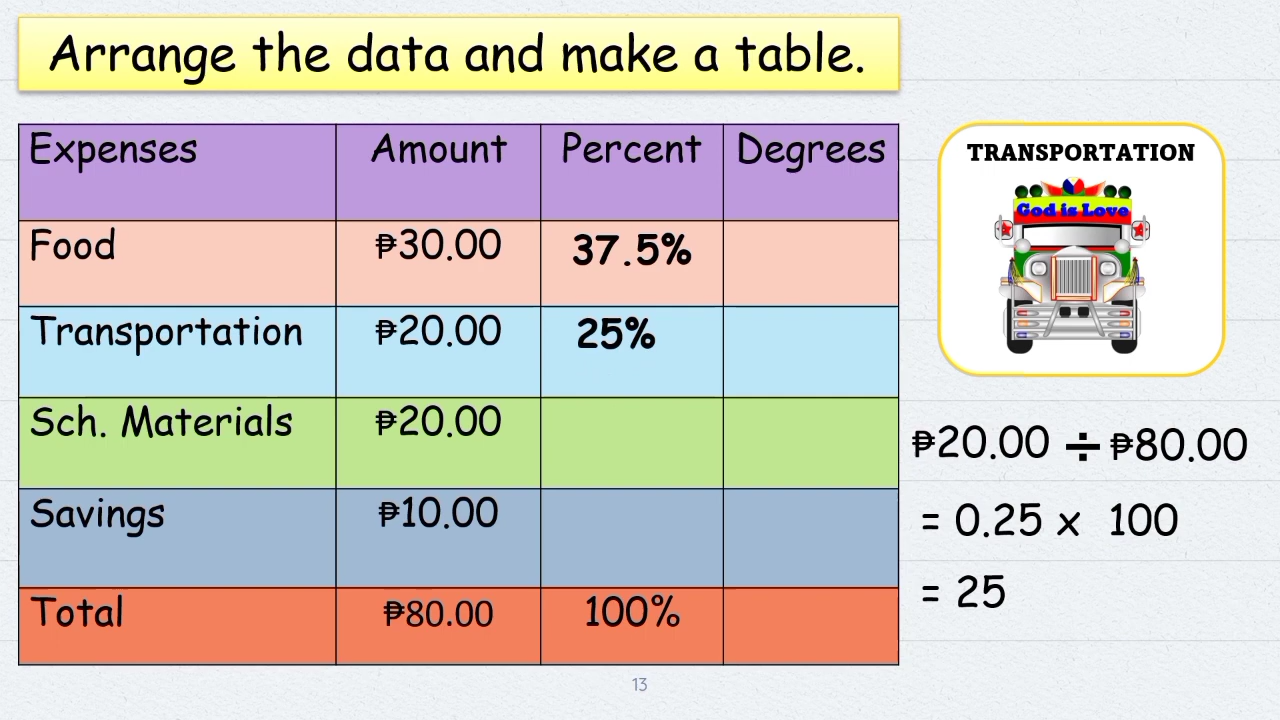 Arrange the data and make a table.
Expenses Amount Percent Degrees
Food ₱30.00 37.5%
Transportation ₱20.00 25%
Sch. Materials ₱20.00
Savings ₱10.00
Total ₱80.00 100%
TRANSPORTATION
God is Love
₱20.00 ÷ ₱80.00
= 0.25 x 100
= 25
13